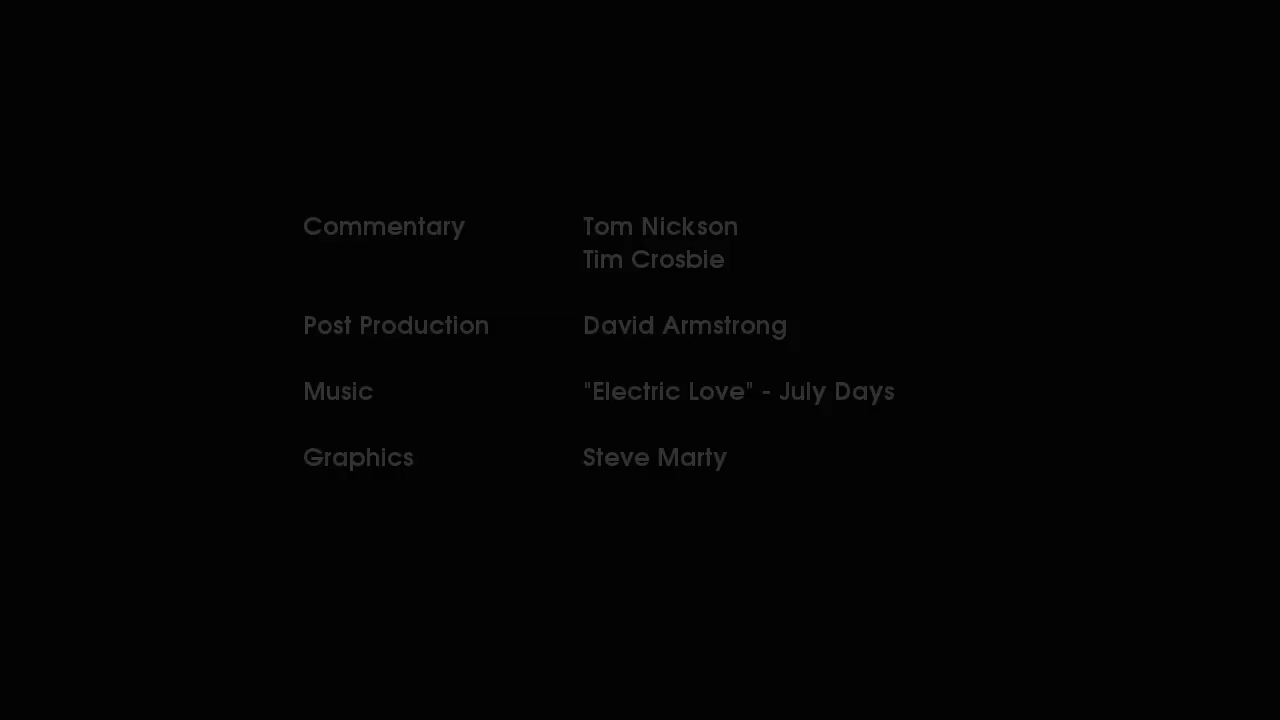 Commentary Tom Nickson
Tim Crosbie
Post Production David Armstrong
Music "Electric Love" - July Days
Graphics Steve Marty